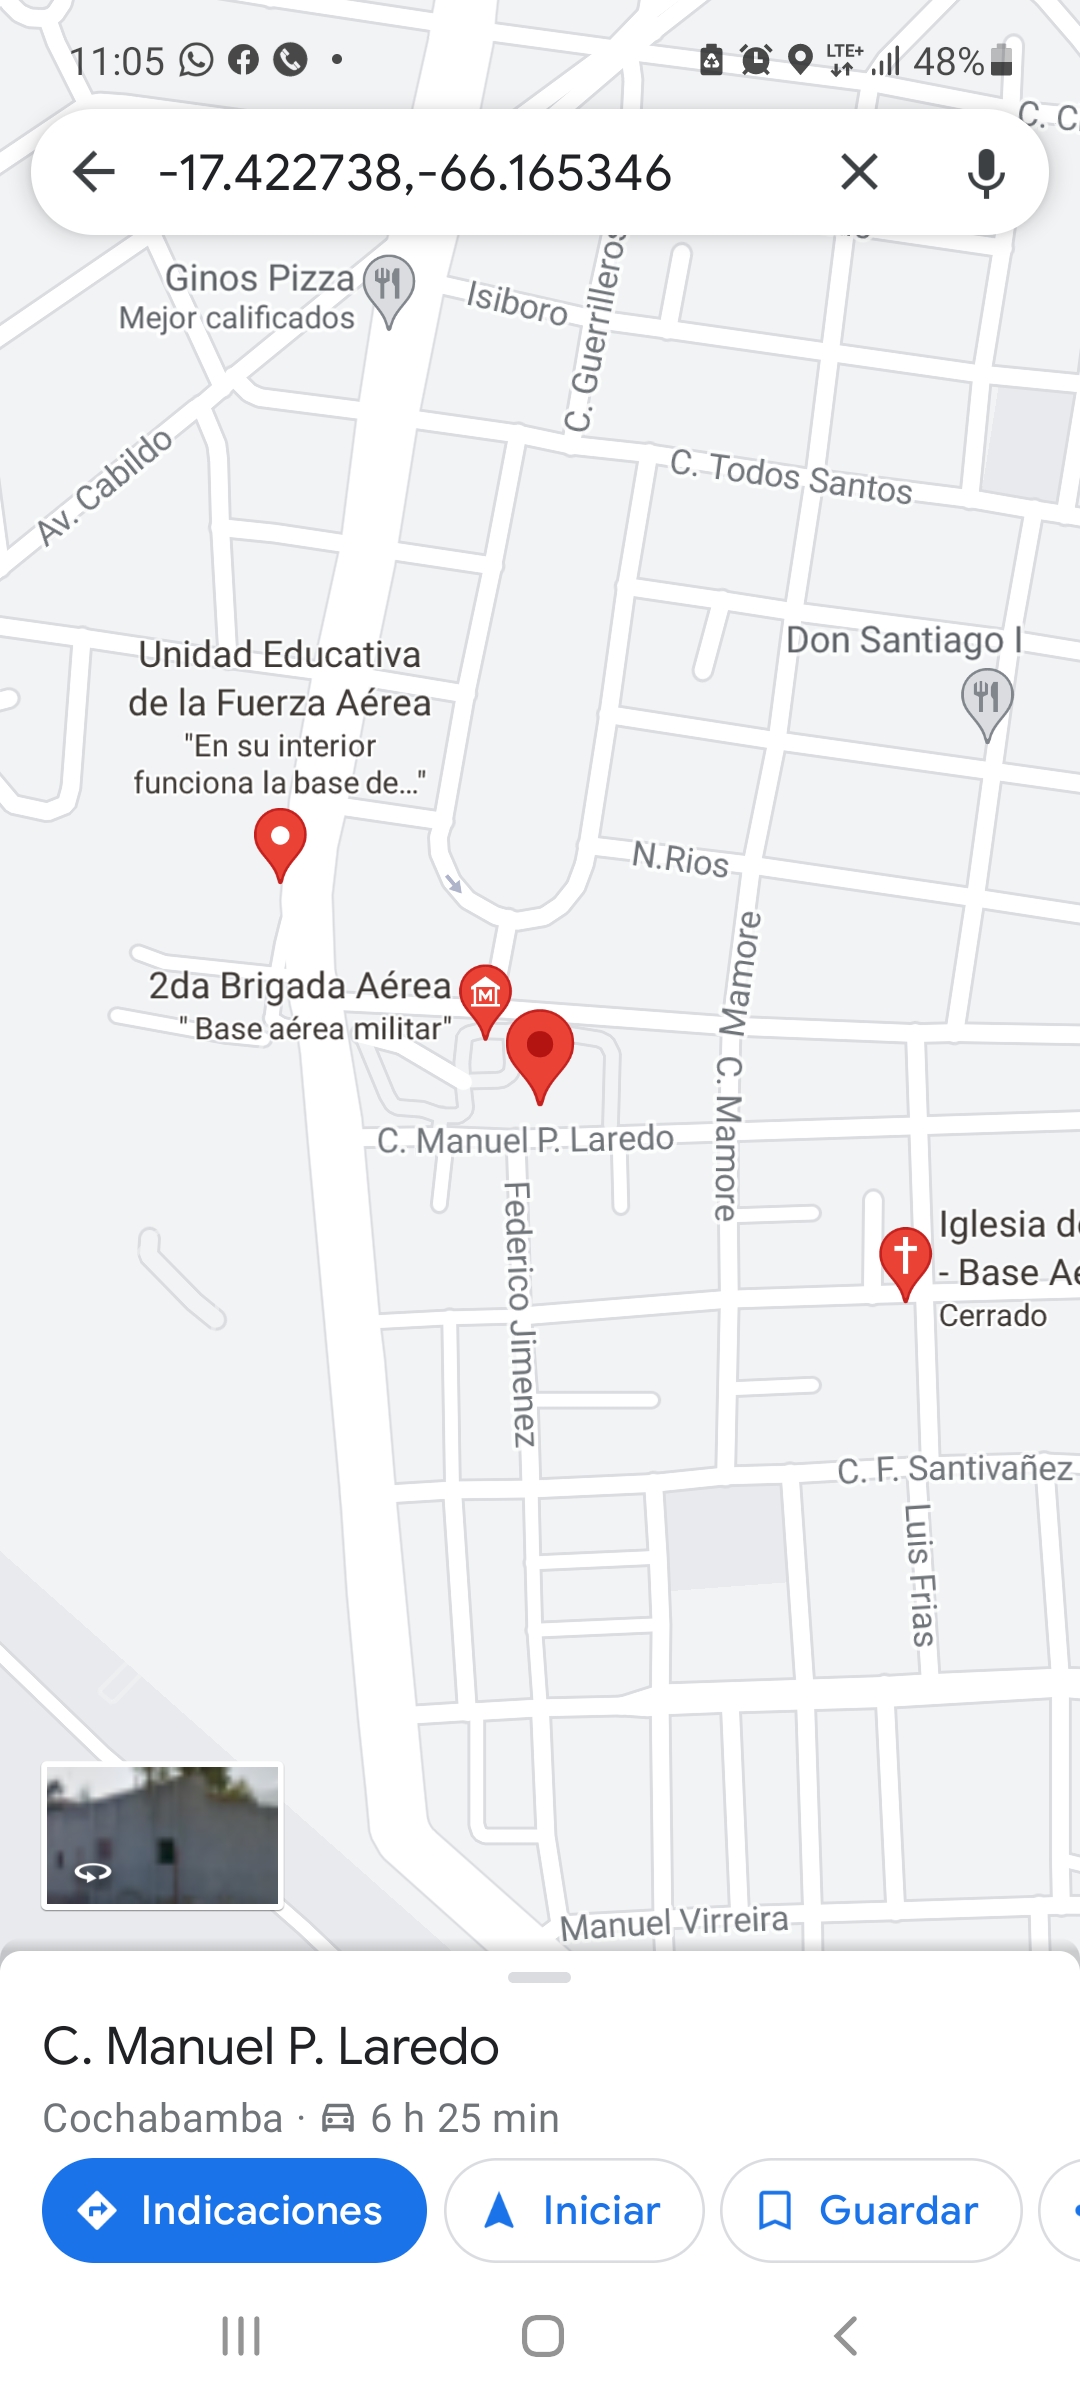 11:05
LTE+
48%
C. C
-17.422738,-66.165346
Ginos Pizza
Mejor calificados
Isiboro
C. Guerrilleros
Av. Cabildo
C. Todos Santos
Unidad Educativa
de la Fuerza Aérea
"En su interior
funciona la base de..."
Don Santiago I
N.Rios
Mamore
2da Brigada Aérea
" Base aérea militar"
M
C. Mamore
C. Manuel P. Laredo
Federico Jimenez
Iglesia d
- Base A
Cerrado
C. F. Santivañez
Luis Frias
Manuel Virreira
C. Manuel P. Laredo
Cochabamba · 6 h 25 min
Indicaciones
Iniciar
Guardar